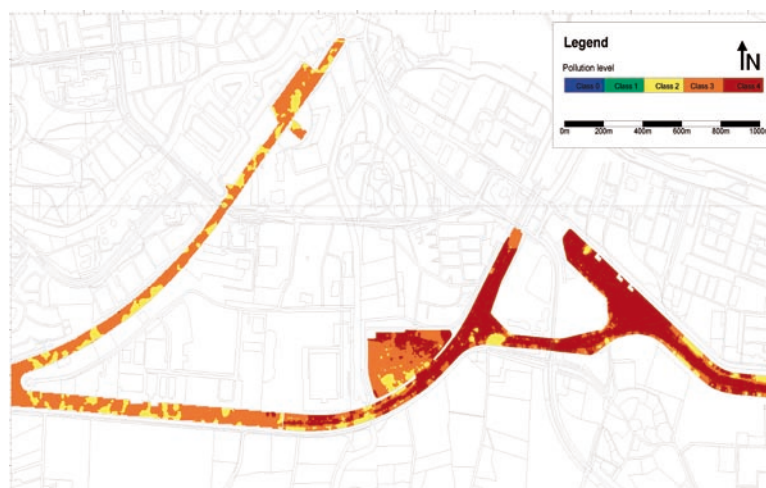 Legend
N
Pollution level
Class 0 Class 1 Class 2 Class 3 Class 4
0m 200m 400m 600m 800m 1000m